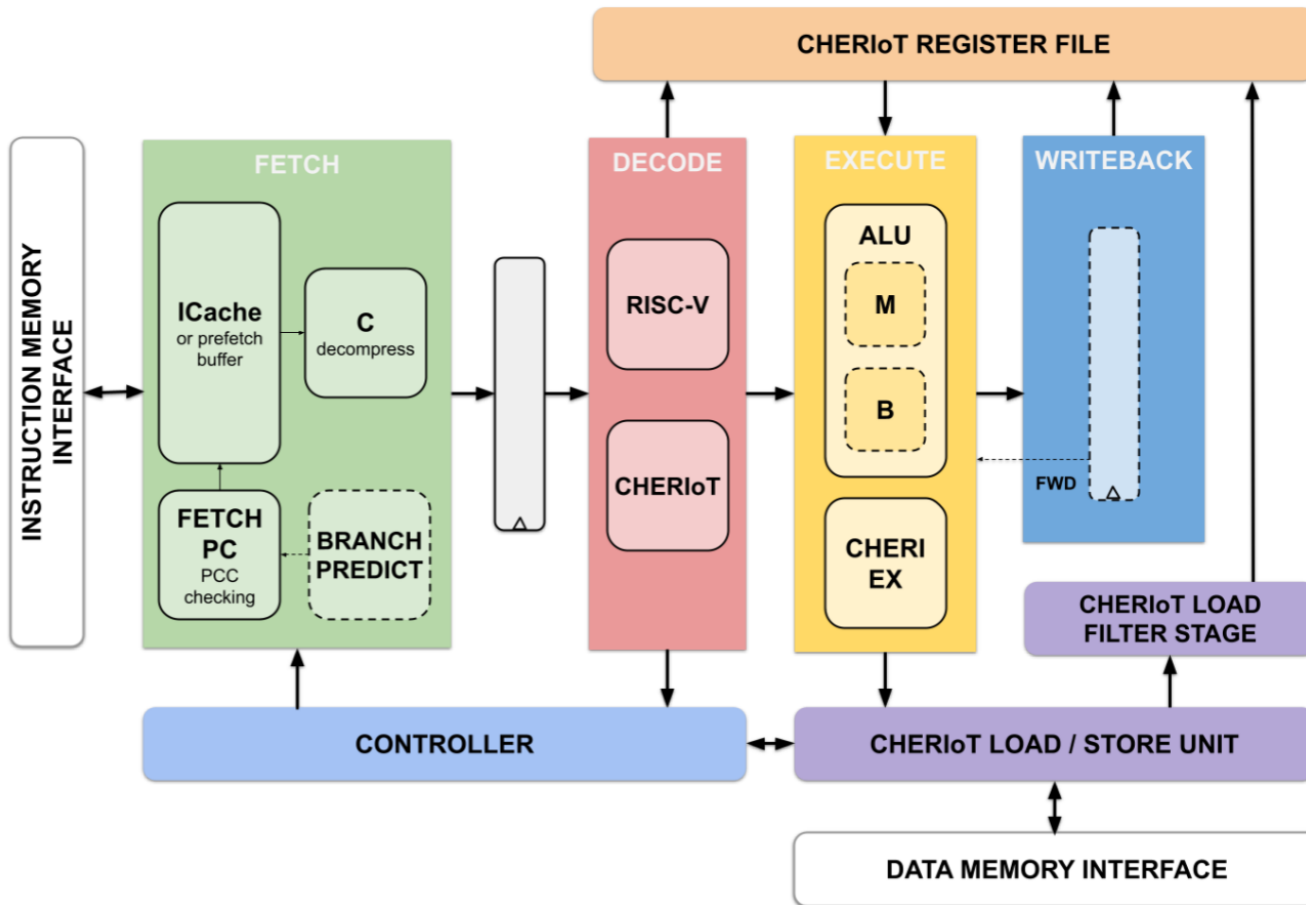 CHERIoT REGISTER FILE
INSTRUCTION MEMORY
INTERFACE
FETCH
ICache
or prefetch
buffer
C
decompress
FETCH
PC
PCC
checking
BRANCH
PREDICT
DECODE
RISC-V
CHERIoT
EXECUTE
ALU
M
B
CHERI
EX
WRITEBACK
FWD
CHERIoT LOAD
FILTER STAGE
CONTROLLER
CHERIoT LOAD / STORE UNIT
DATA MEMORY INTERFACE